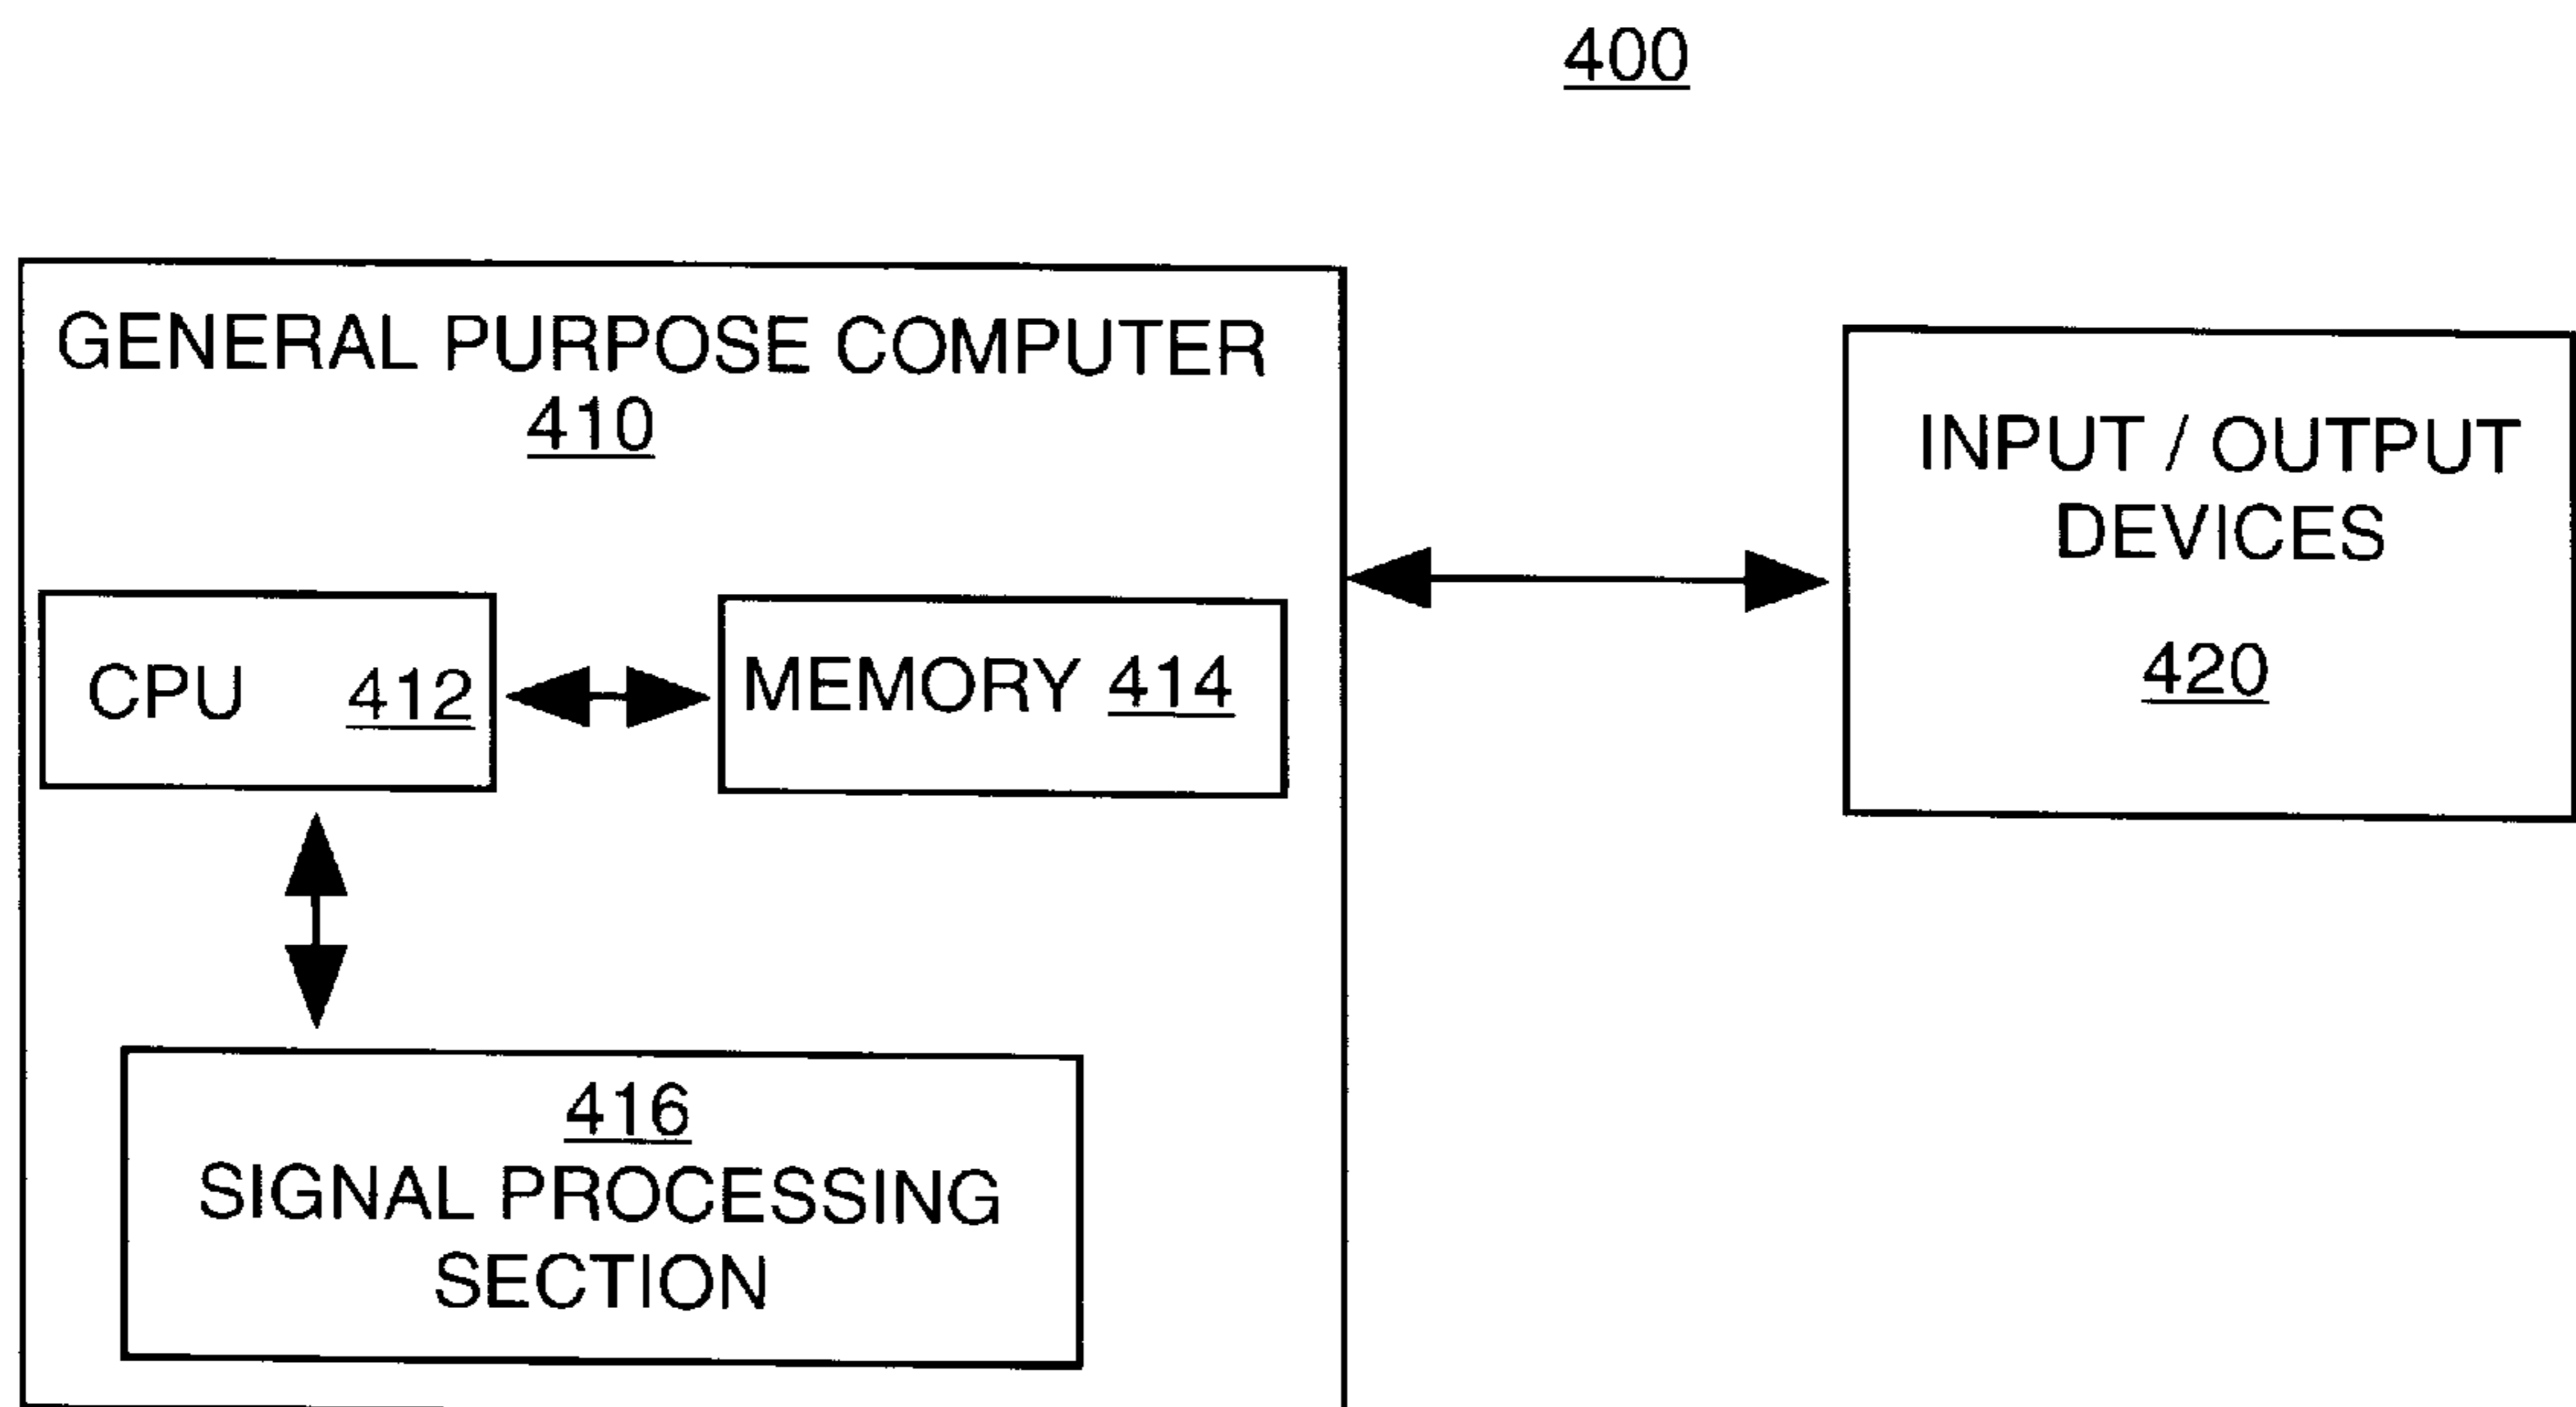 400
GENERAL PURPOSE COMPUTER
410
INPUT / OUTPUT
DEVICES
420
CPU 412
MEMORY 414
416
SIGNAL PROCESSING
SECTION